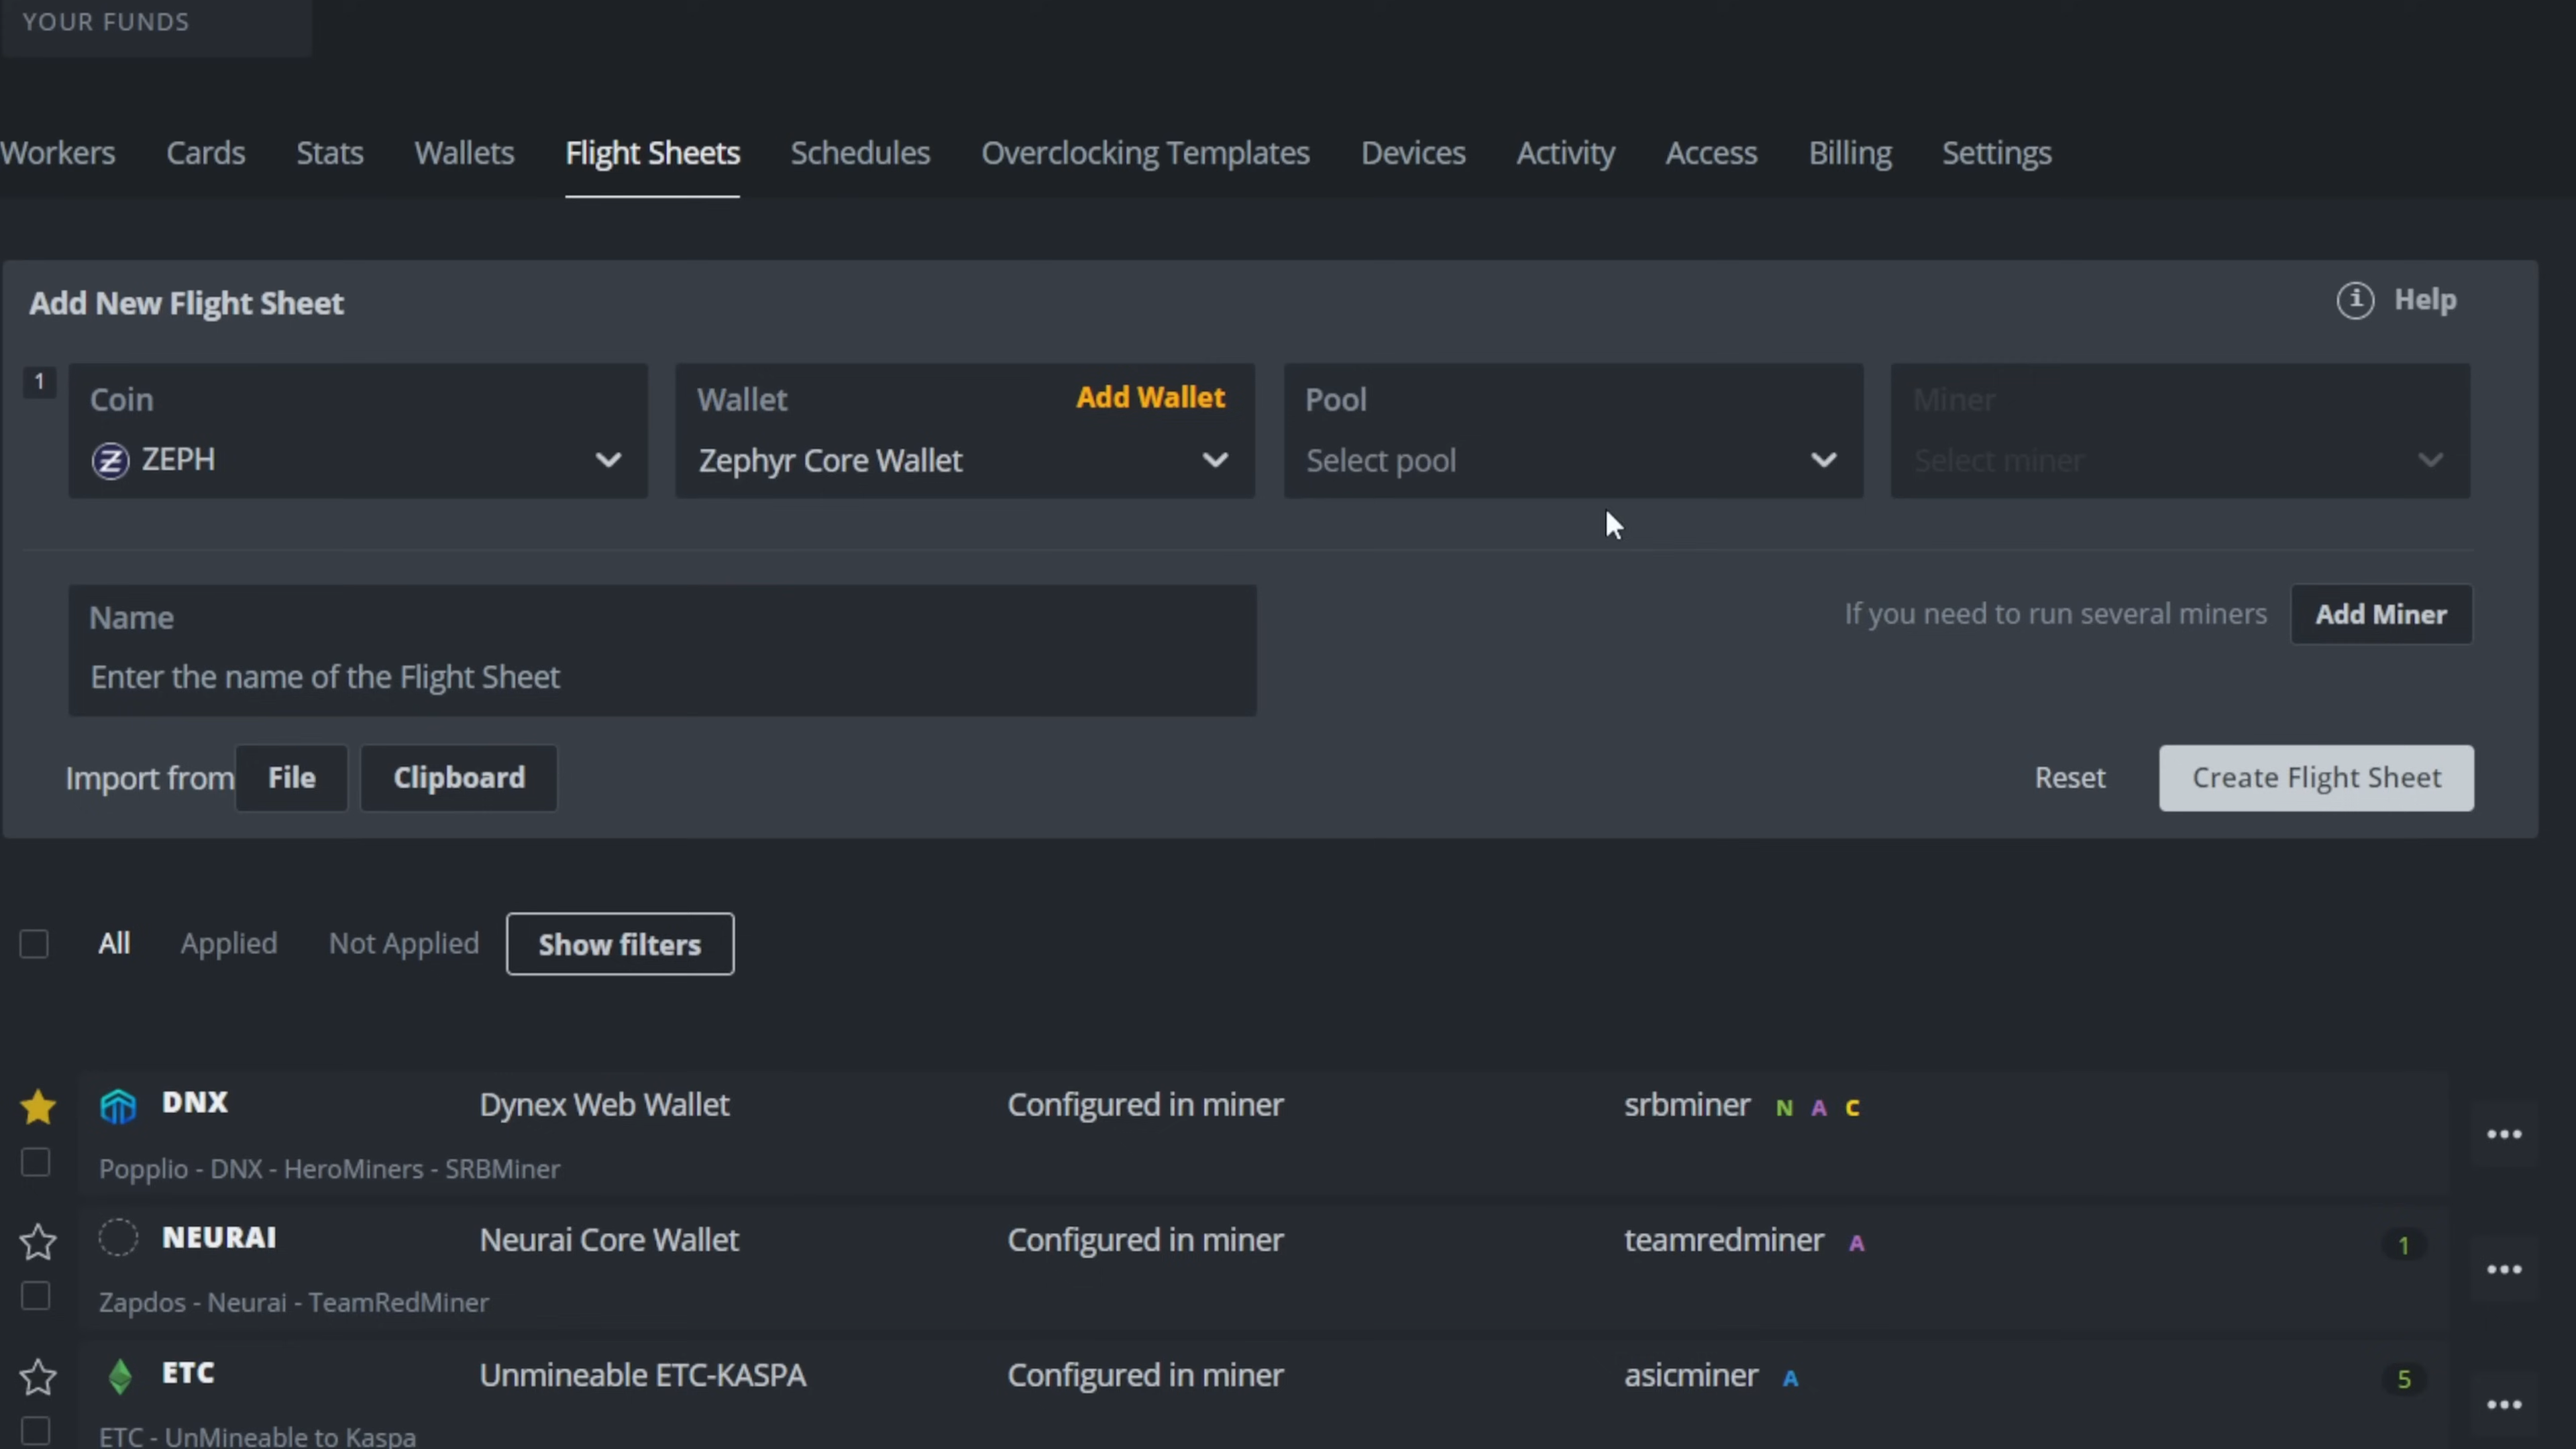 YOUR FUNDS
Workers Cards Stats Wallets Flight Sheets Schedules Overclocking Templates Devices Activity Access Billing Settings
Add New Flight Sheet
Help
1
Coin
ZEPH
Wallet Add Wallet
Zephyr Core Wallet
Pool
Select pool
Miner
Select miner
Name
Enter the name of the Flight Sheet
If you need to run several miners Add Miner
Import from File Clipboard
Reset Create Flight Sheet
All Applied Not Applied Show filters
DNX Dynex Web Wallet Configured in miner srbminer N A C
Popplio - DNX - HeroMiners - SRBMiner
NEURAI Neurai Core Wallet Configured in miner teamredminer A 1
Zapdos - Neurai - TeamRedMiner
ETC Unmineable ETC-KASPA Configured in miner asicminer A 5
ETC - UnMineable to Kaspa